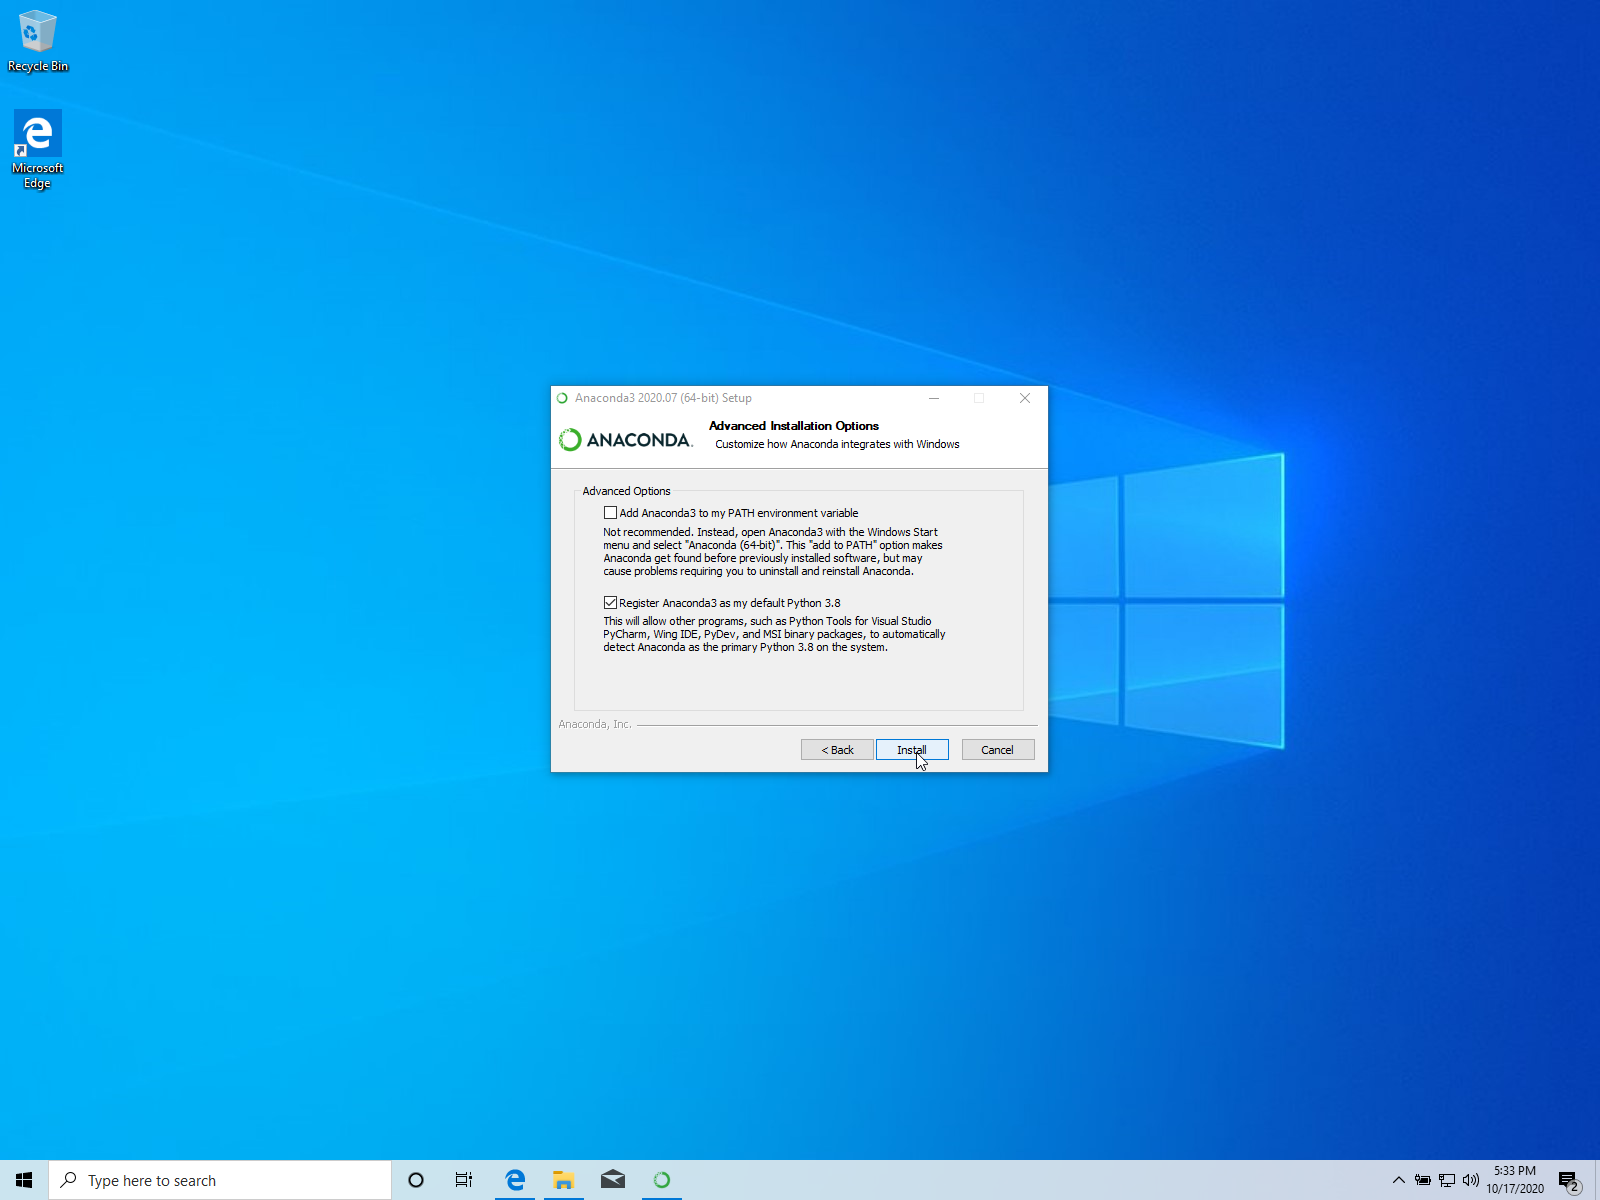 Recycle Bin
Microsoft
Edge
Anaconda3 2020.07 (64-bit) Setup
ANACONDA.
Advanced Installation Options
Customize how Anaconda integrates with Windows
Advanced Options
Add Anaconda3 to my PATH environment variable
Not recommended. Instead, open Anaconda3 with the Windows Start
menu and select "Anaconda (64-bit)". This "add to PATH" option makes
Anaconda get found before previously installed software, but may
cause problems requiring you to uninstall and reinstall Anaconda.
Register Anaconda3 as my default Python 3.8
This will allow other programs, such as Python Tools for Visual Studio
PyCharm, Wing IDE, PyDev, and MSI binary packages, to automatically
detect Anaconda as the primary Python 3.8 on the system.
Anaconda, Inc.
< Back Install Cancel
Type here to search
5:33 PM
10/17/2020
2